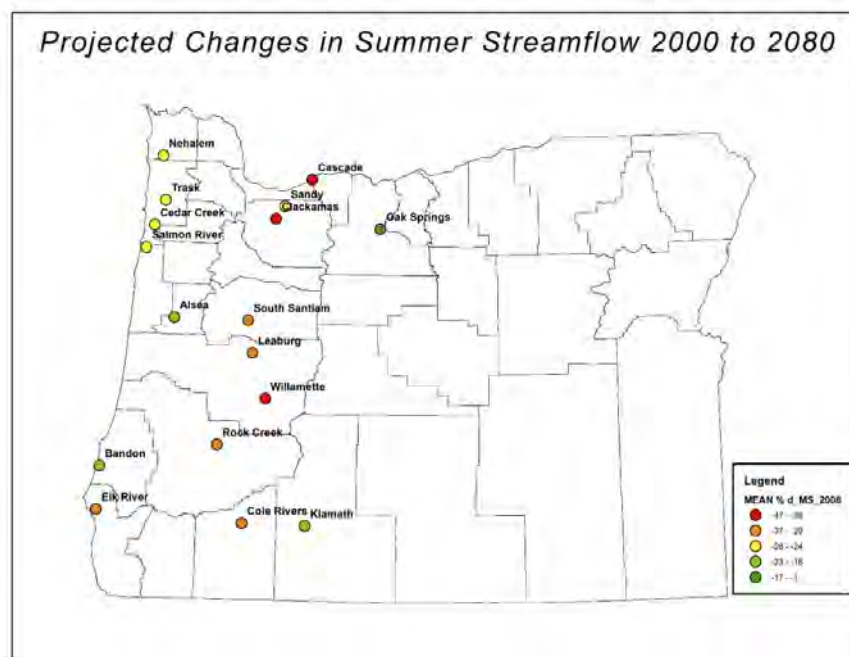 Projected Changes in Summer Streamflow 2000 to 2080
Nehalem
Cascade
Trask
Sandy
Cedar Creek
Clackamas
Oak Springs
Salmon River
Alsea
South Santiam
Leaburg
Willamette
Rock Creek
Bandon
Elk River
Cole Rivers
Klamath
Legend
MEAN % d_MS_2008